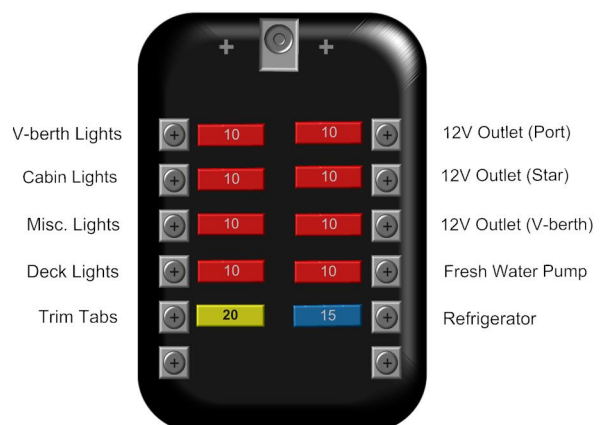 + +
V-berth Lights 10 10 12V Outlet (Port)
Cabin Lights 10 10 12V Outlet (Star)
Misc. Lights 10 10 12V Outlet (V-berth)
Deck Lights 10 10 Fresh Water Pump
Trim Tabs 20 15 Refrigerator